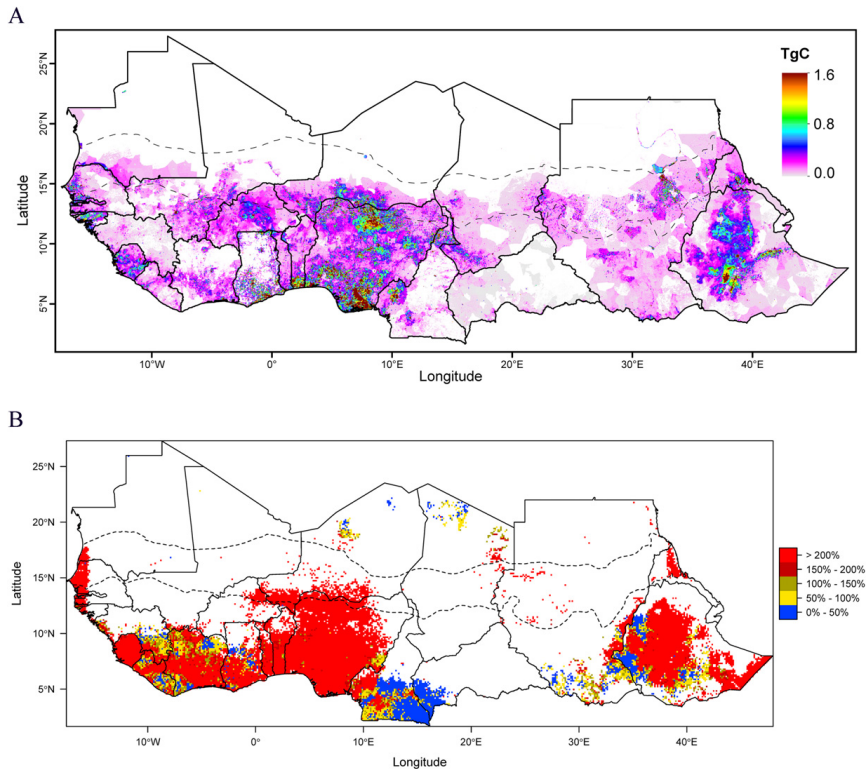 A
TgC
1.6
0.8
0.0
25°N
20°N
15°N
10°N
5°N
Latitude
10°W
0°
10°E
20°E
30°E
40°E
Longitude
B
25°N
20°N
15°N
10°N
5°N
Latitude
> 200%
150% - 200%
100% - 150%
50% - 100%
0% - 50%
10°W
0°
10°E
20°E
30°E
40°E
Longitude